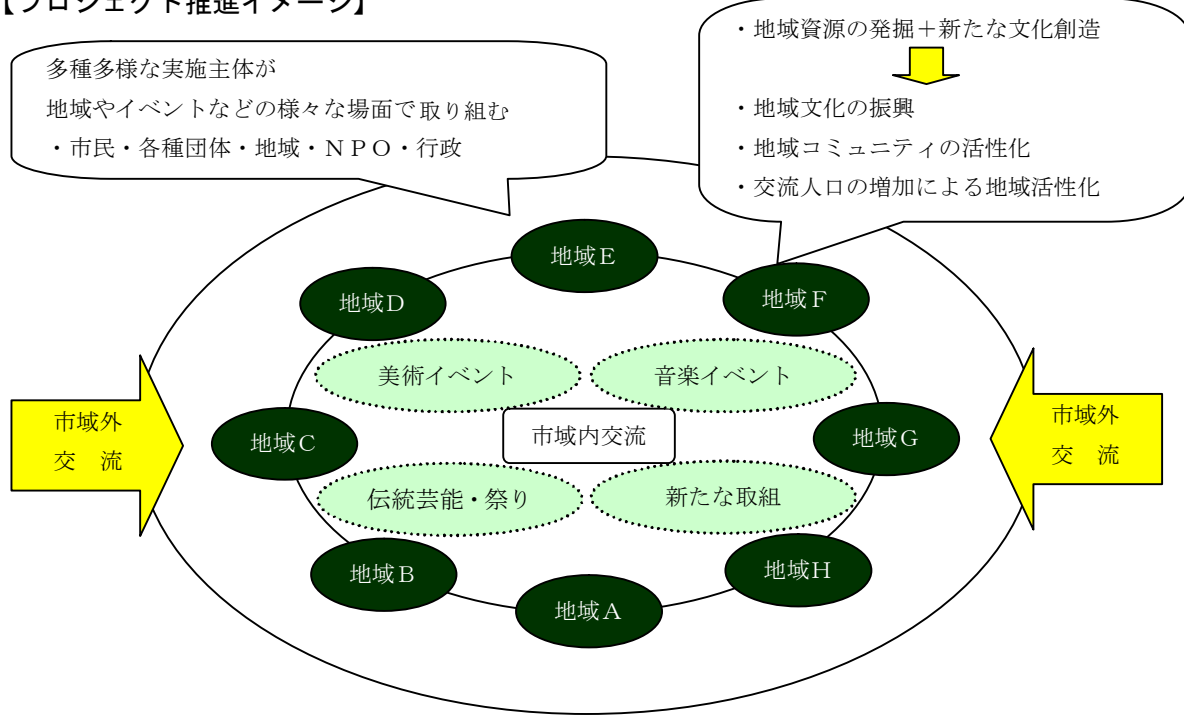 【プロジェクト推進イメージ】
多種多様な実施主体が
地域やイベントなどの様々な場面で取り組む
・市民・各種団体・地域・ＮＰＯ・行政
・地域資源の発掘＋新たな文化創造
・地域文化の振興
・地域コミュニティの活性化
・交流人口の増加による地域活性化
地域Ｅ
地域Ｄ
地域Ｆ
美術イベント
音楽イベント
市域外
交　流
地域Ｃ
市域内交流
地域Ｇ
市域外
交　流
伝統芸能・祭り
新たな取組
地域Ｂ
地域Ｈ
地域Ａ